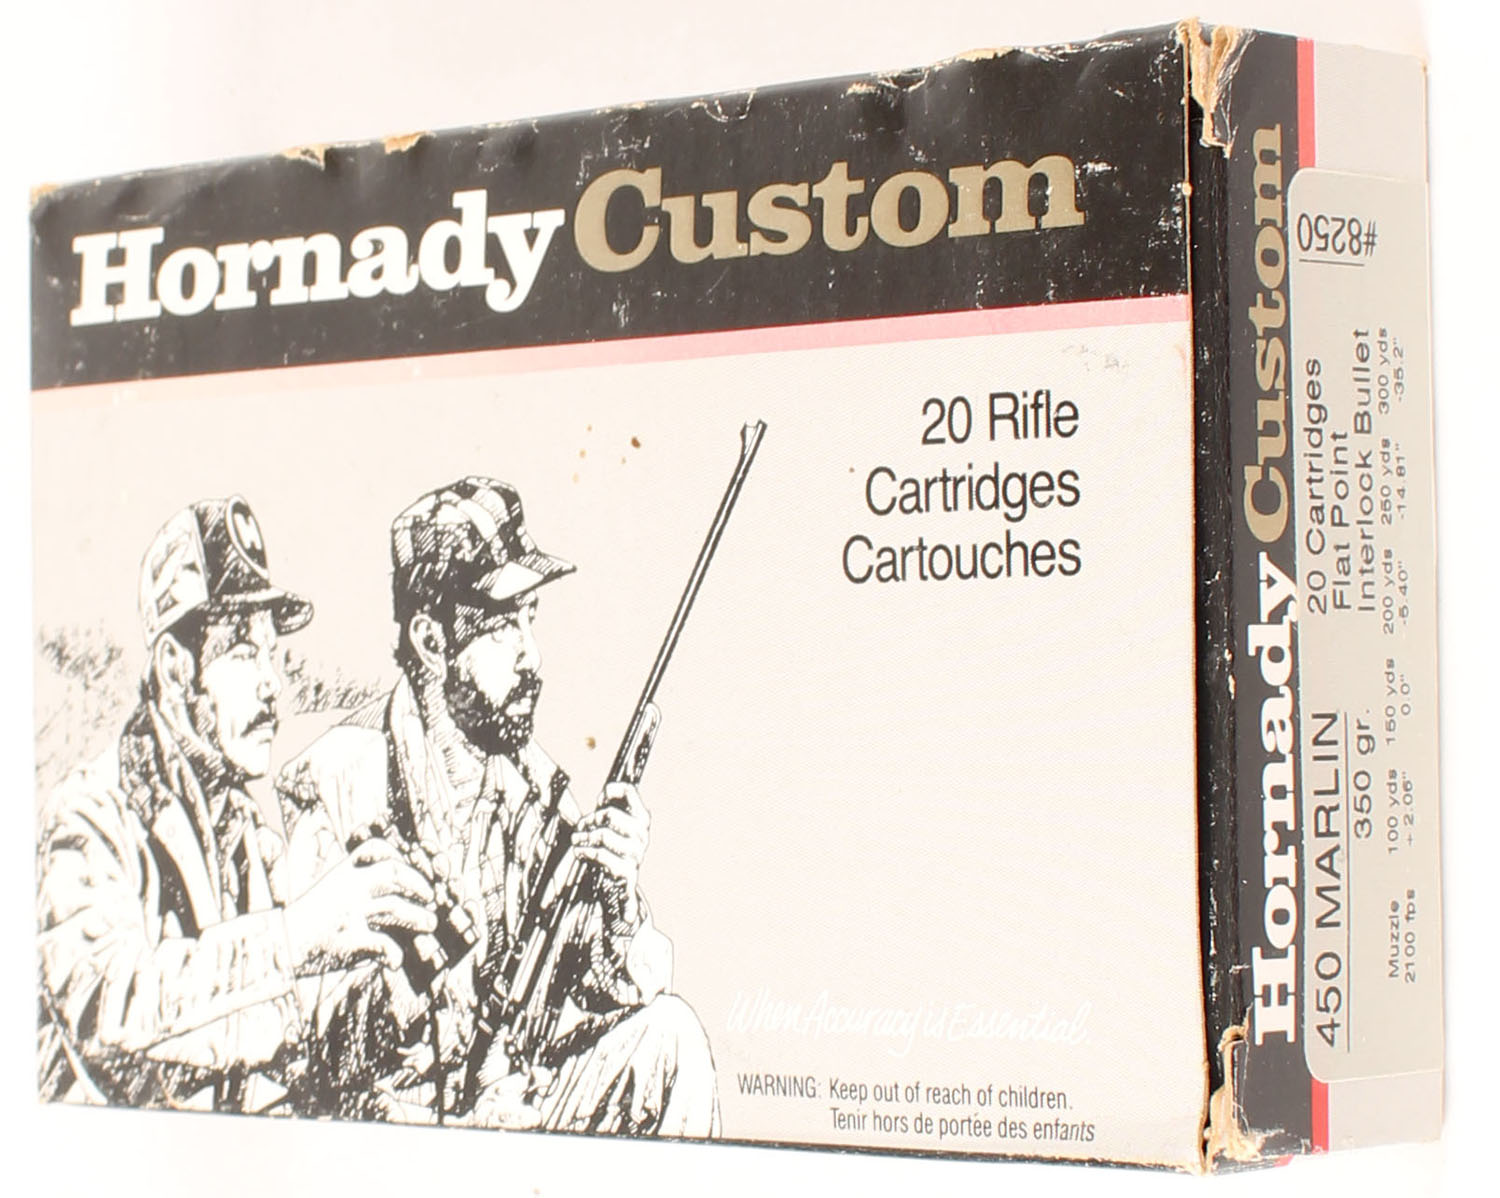 Hornady Custom
20 Rifle
Cartridges
Cartouches
When Accuracy is Essential.
WARNING: Keep out of reach of children.
Tenir hors de portée des enfants
Hornady Custom
#8250
450 MARLIN 20 Cartridges
Flat Point
350 gr. Interlock Bullet
Muzzle 100 yds 150 yds 200 yds 250 yds 300 yds
2100 fps +2.06" 0.0" -5.40" -14.81" -35.2"